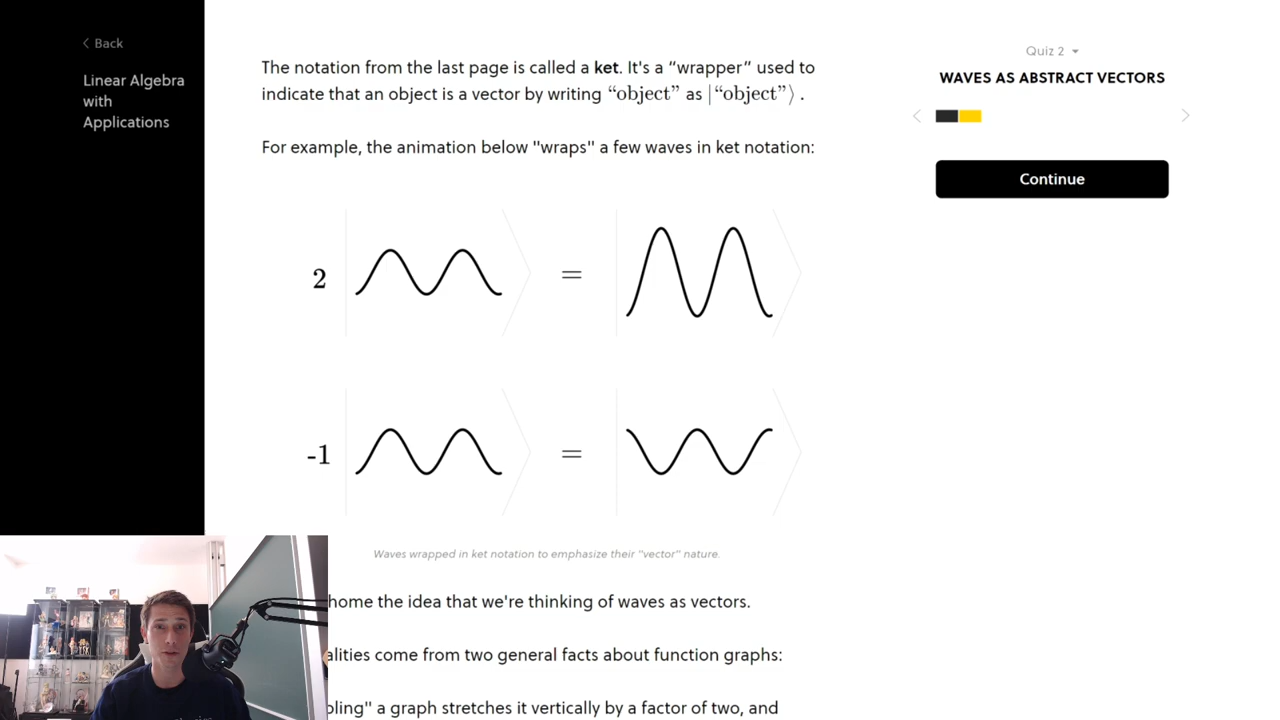 Back
Linear Algebra
with
Applications
The notation from the last page is called a ket. It's a “wrapper” used to
indicate that an object is a vector by writing “object” as |“object”⟩ .
For example, the animation below "wraps" a few waves in ket notation:
2 | ⟩ = | ⟩
-1 | ⟩ = | ⟩
Waves wrapped in ket notation to emphasize their "vector" nature.
home the idea that we're thinking of waves as vectors.
come from two general facts about function graphs:
a graph stretches it vertically by a factor of two, and
Quiz 2
WAVES AS ABSTRACT VECTORS
Continue